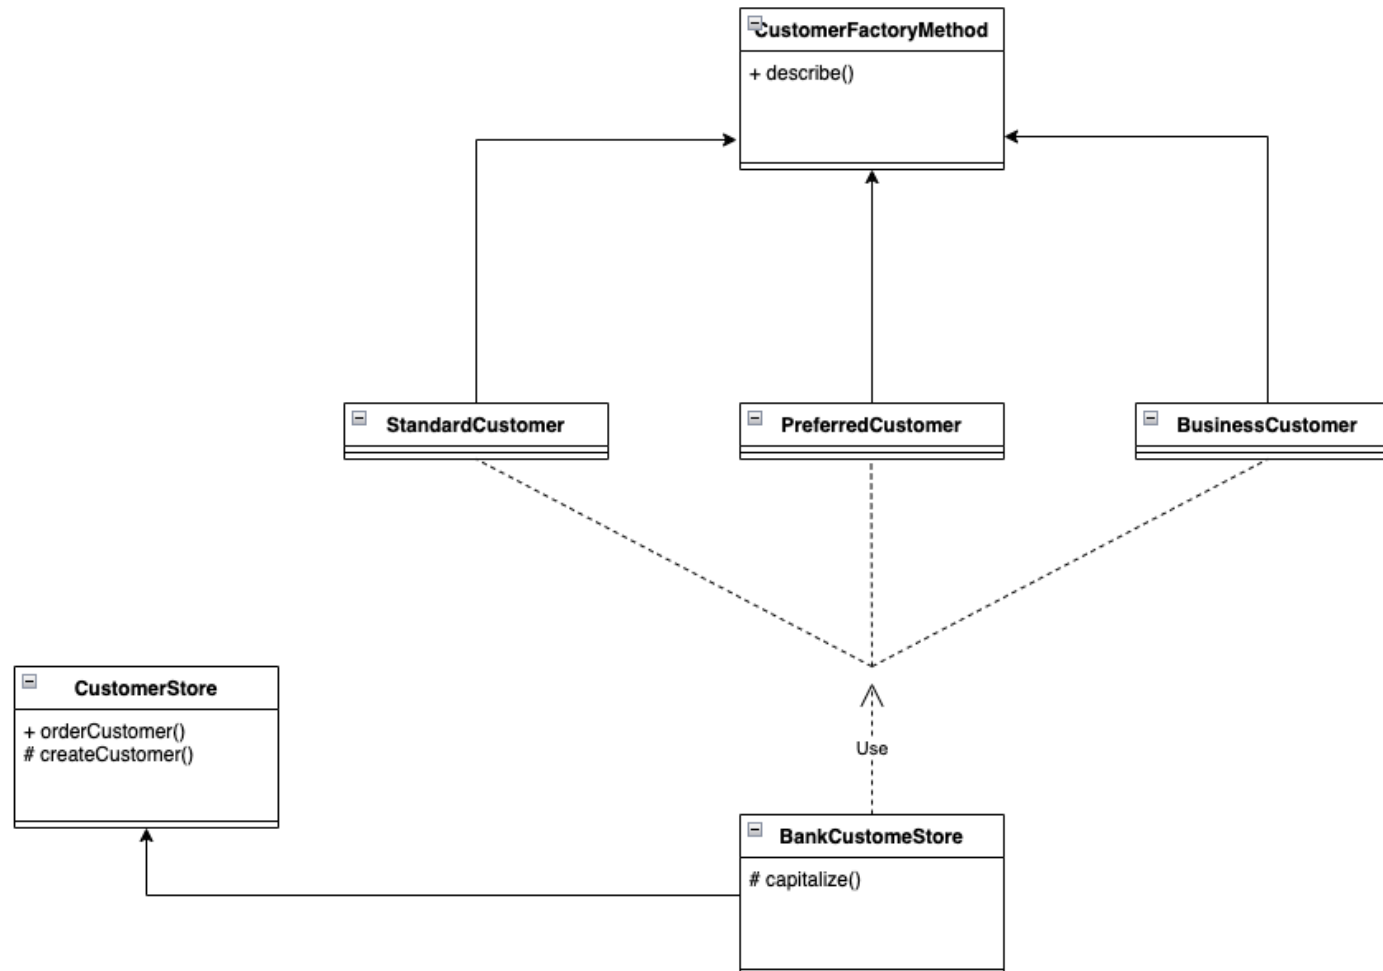 CustomerFactoryMethod
+ describe()
StandardCustomer
PreferredCustomer
BusinessCustomer
CustomerStore
+ orderCustomer()
# createCustomer()
Use
BankCustomeStore
# capitalize()